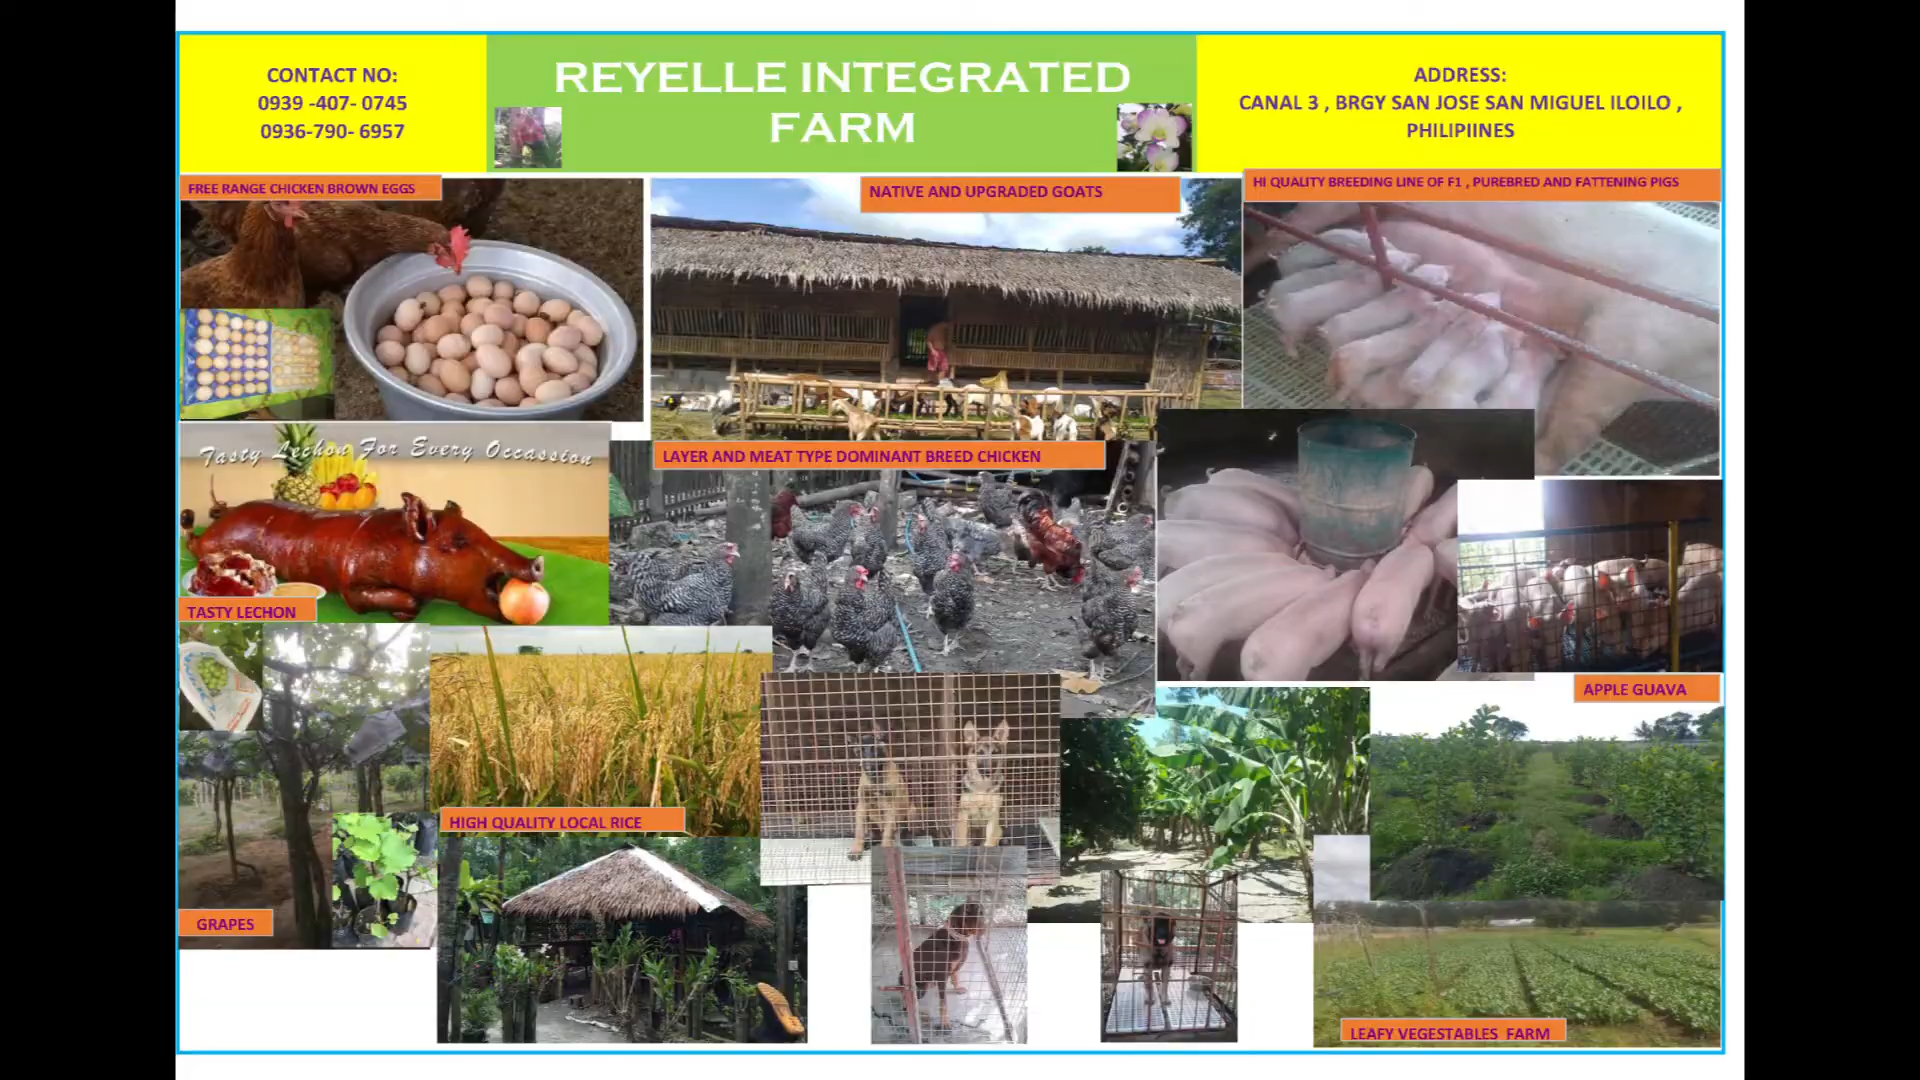 CONTACT NO:
0939 -407- 0745
0936-790- 6957
REYELLE INTEGRATED
FARM
ADDRESS:
CANAL 3 , BRGY SAN JOSE SAN MIGUEL ILOILO ,
PHILIPIINES
FREE RANGE CHICKEN BROWN EGGS
NATIVE AND UPGRADED GOATS
HI QUALITY BREEDING LINE OF F1 , PUREBRED AND FATTENING PIGS
Tasty Lechon For Every Occassion
LAYER AND MEAT TYPE DOMINANT BREED CHICKEN
TASTY LECHON
APPLE GUAVA
HIGH QUALITY LOCAL RICE
GRAPES
LEAFY VEGESTABLES FARM